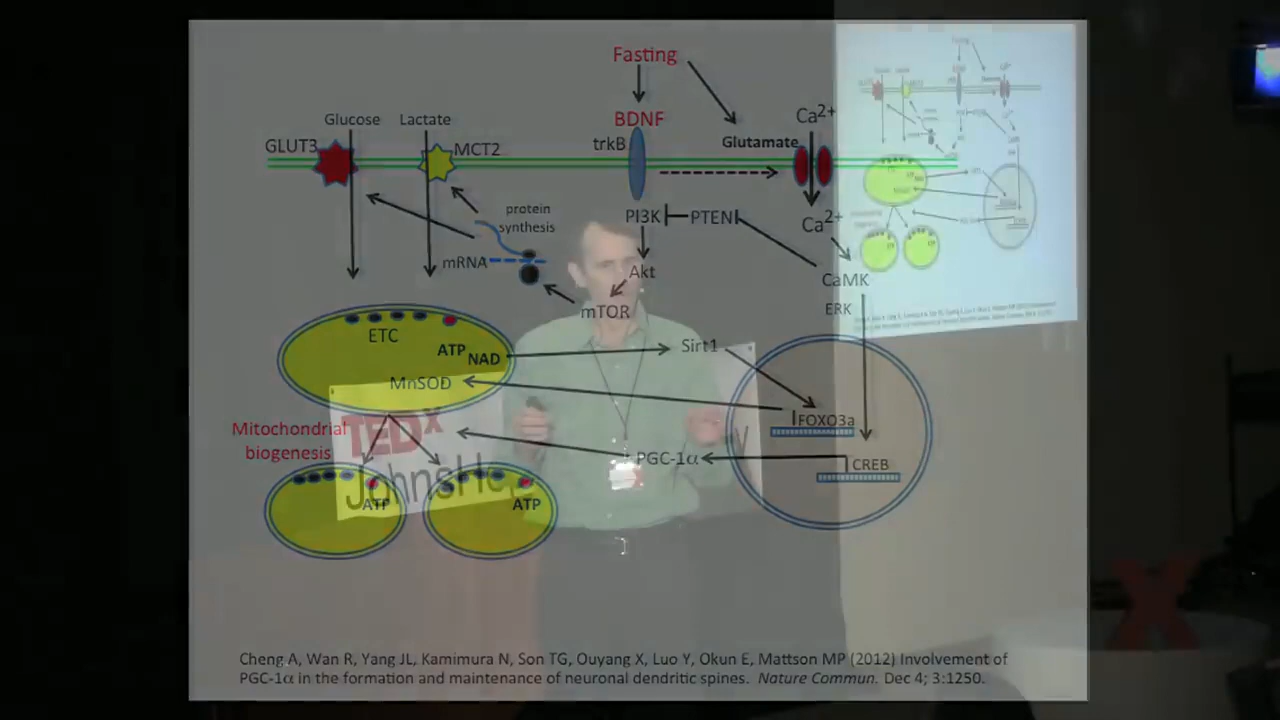 Fasting
BDNF
Glucose
Lactate
GLUT3
MCT2
trkB
Glutamate
Ca2+
protein
synthesis
PI3K
PTEN
Ca2+
mRNA
Akt
CaMK
mTOR
ERK
ETC
ATP
NAD
Sirt1
MnSOD
FOXO3a
Mitochondrial
biogenesis
TEDx
PGC-1α
CREB
JohnsHo
ATP
ATP
Cheng A, Wan R, Yang JL, Kamimura N, Son TG, Ouyang X, Luo Y, Okun E, Mattson MP (2012) Involvement of
PGC-1α in the formation and maintenance of neuronal dendritic spines. Nature Commun. Dec 4; 3:1250.